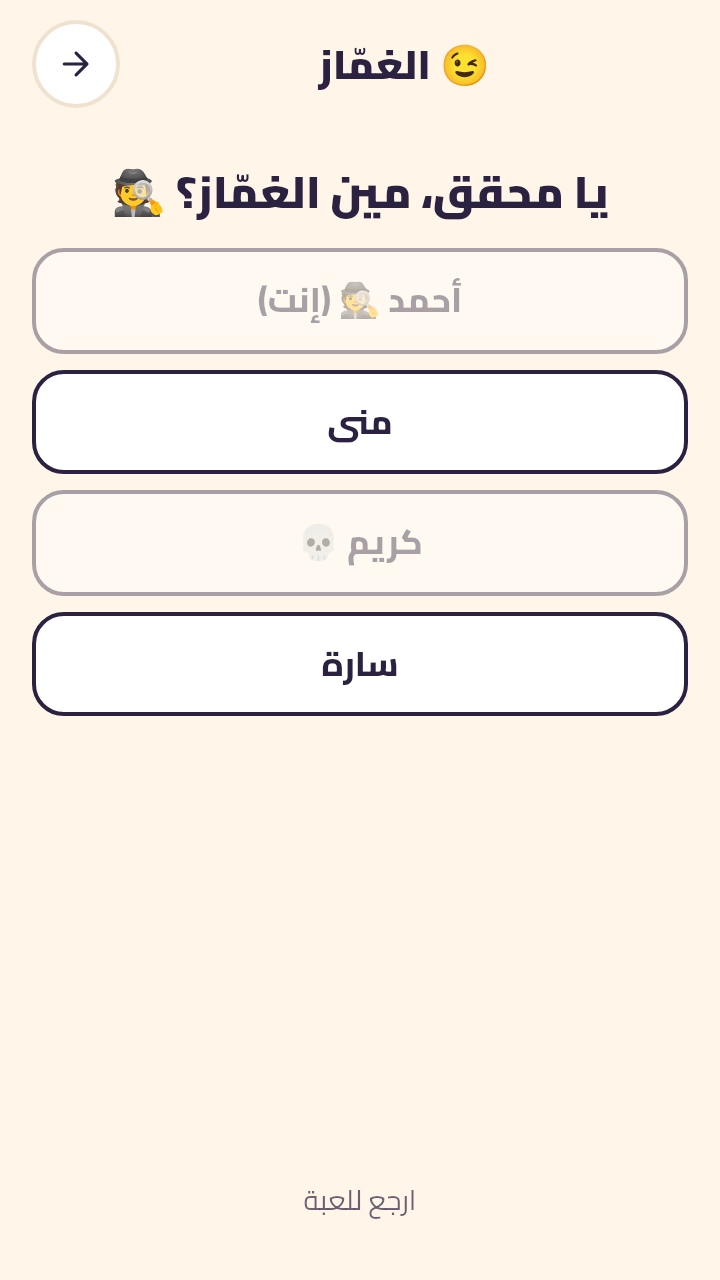 😉 الغمّاز
يا محقق، مين الغمّاز؟ 🕵️
أحمد 🕵️ (إنت)
منى
كريم 💀
سارة
ارجع للعبة